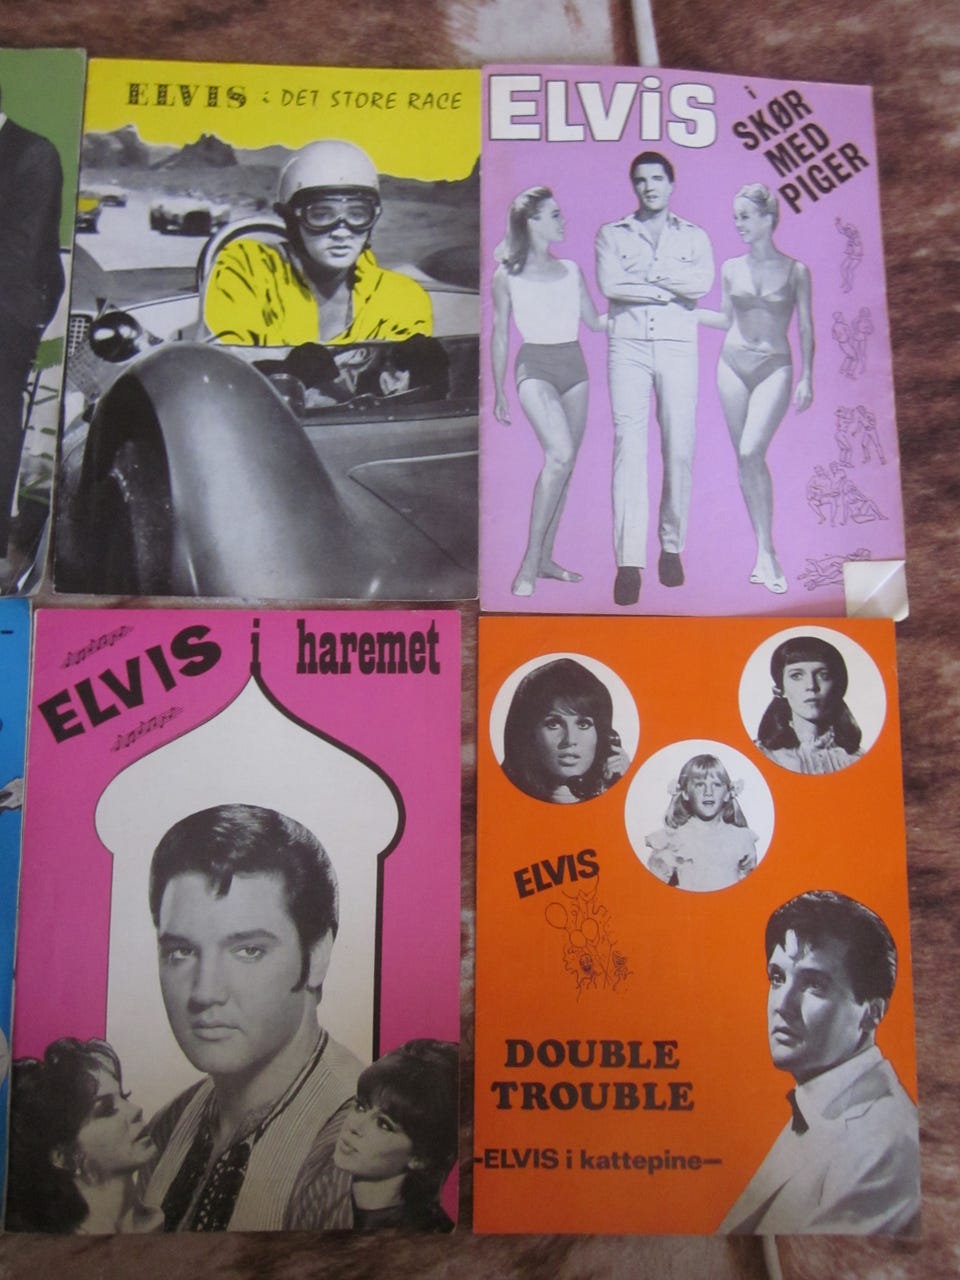 ELVIS i DET STORE RACE
ELViS i
SKØR
MED
PIGER
ELVIS i haremet
ELVIS
DOUBLE
TROUBLE
-ELVIS i kattepine-